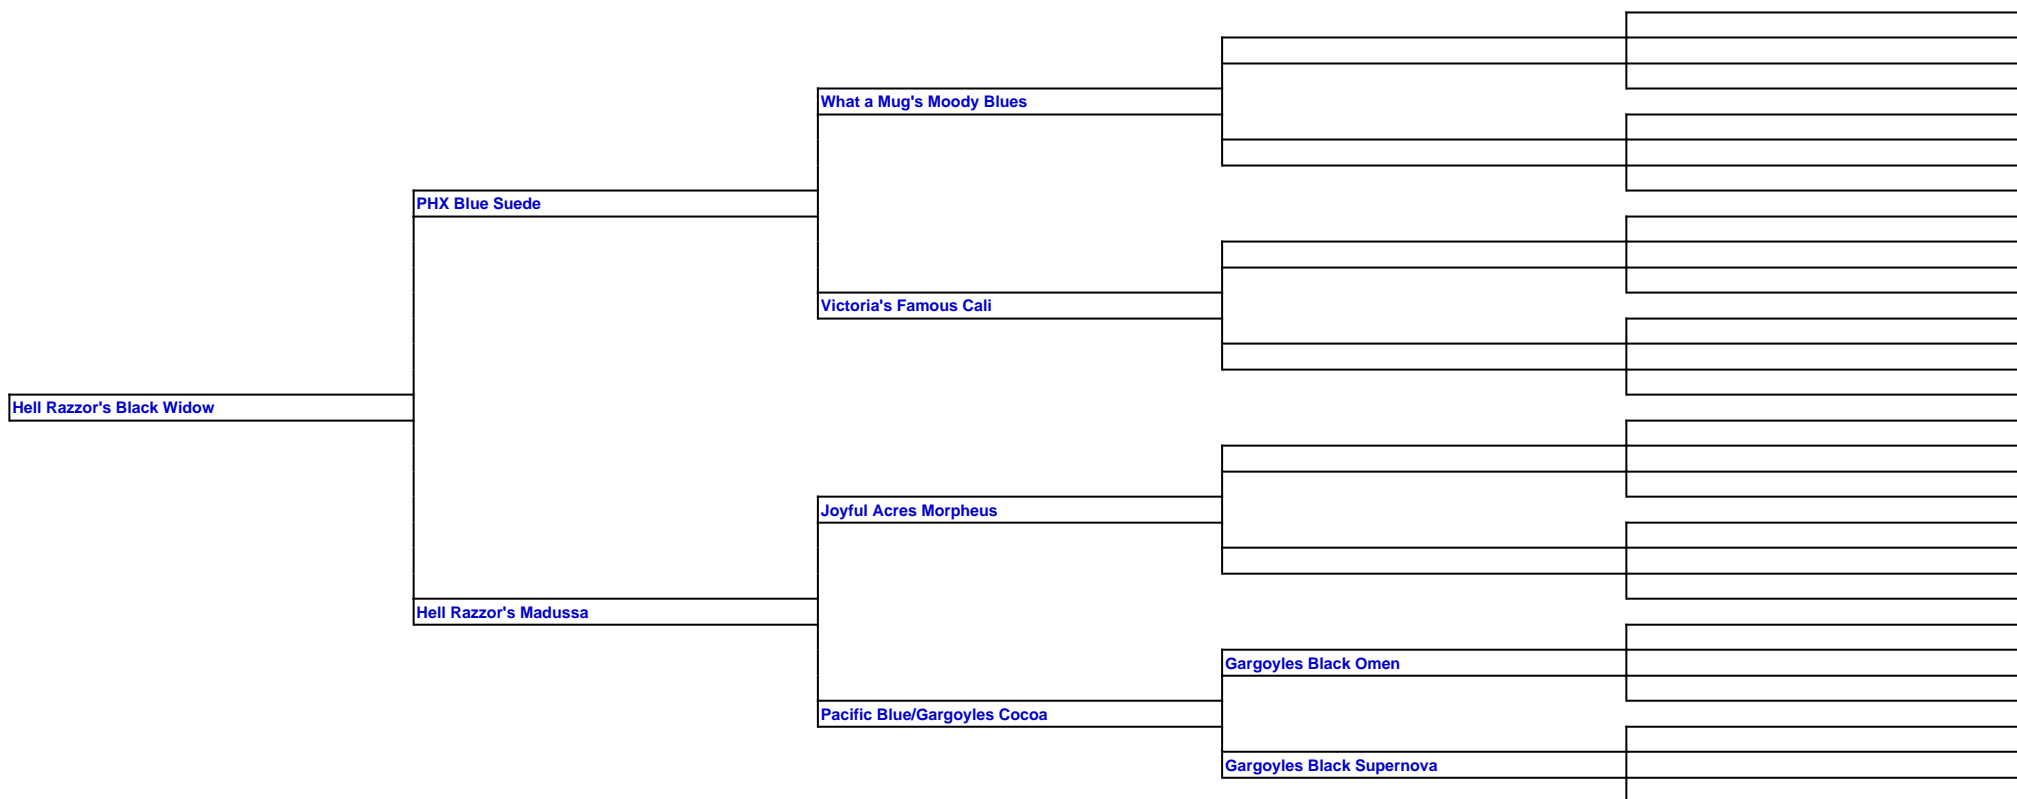 What a Mug's Moody Blues
PHX Blue Suede
Victoria's Famous Cali
Hell Razzor's Black Widow
Joyful Acres Morpheus
Hell Razzor's Madussa
Gargoyles Black Omen
Pacific Blue/Gargoyles Cocoa
Gargoyles Black Supernova